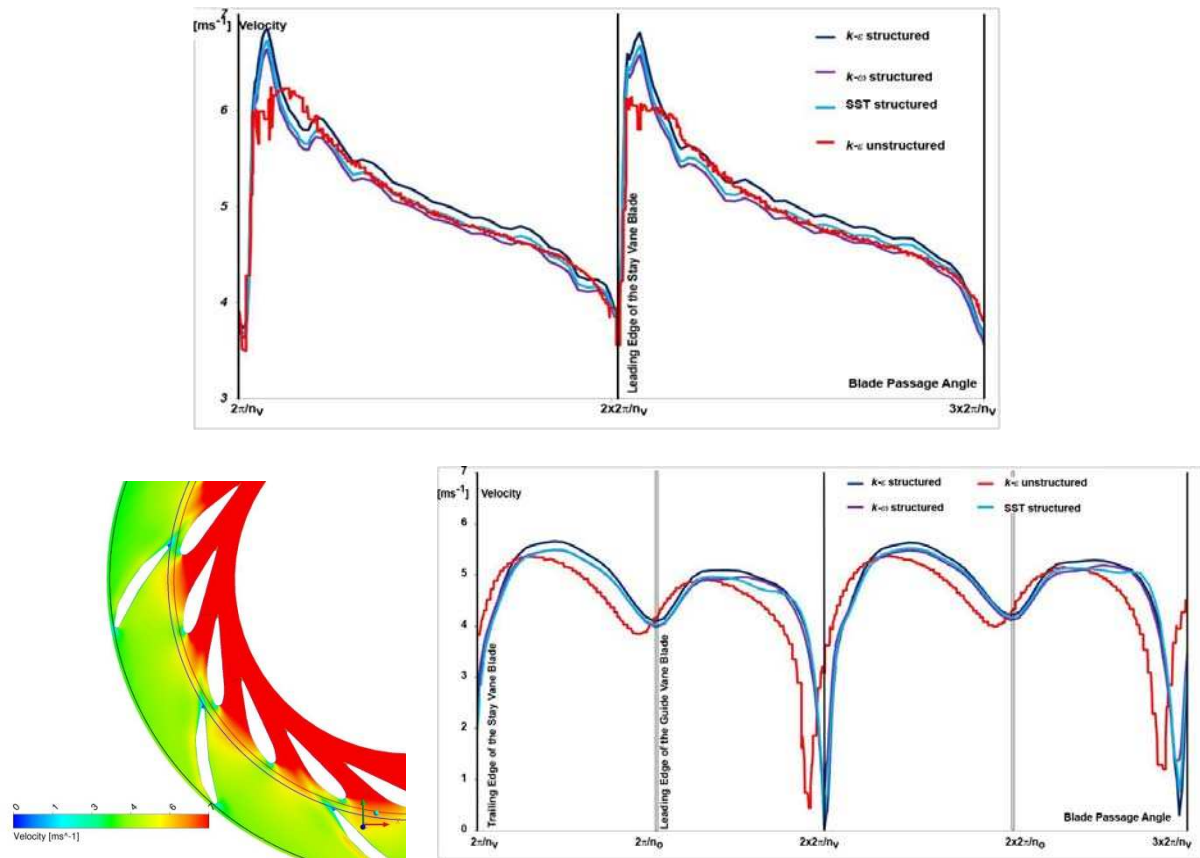 7
[ms-1] Velocity
k-ε structured
k-ω structured
SST structured
k-ε unstructured
6
5
4
3
Leading Edge of the Stay Vane Blade
Blade Passage Angle
2π/nV
2x2π/nV
3x2π/nV
7
[ms-1] Velocity
k-ε structured
k-ε unstructured
k-ω structured
SST structured
6
5
4
3
2
1
0
Trailing Edge of the Stay Vane Blade
Leading Edge of the Guide Vane Blade
Blade Passage Angle
2π/nV
2π/no
2x2π/nV
2x2π/no
3x2π/nV
0 1 3 4 6 7
Velocity [ms^-1]